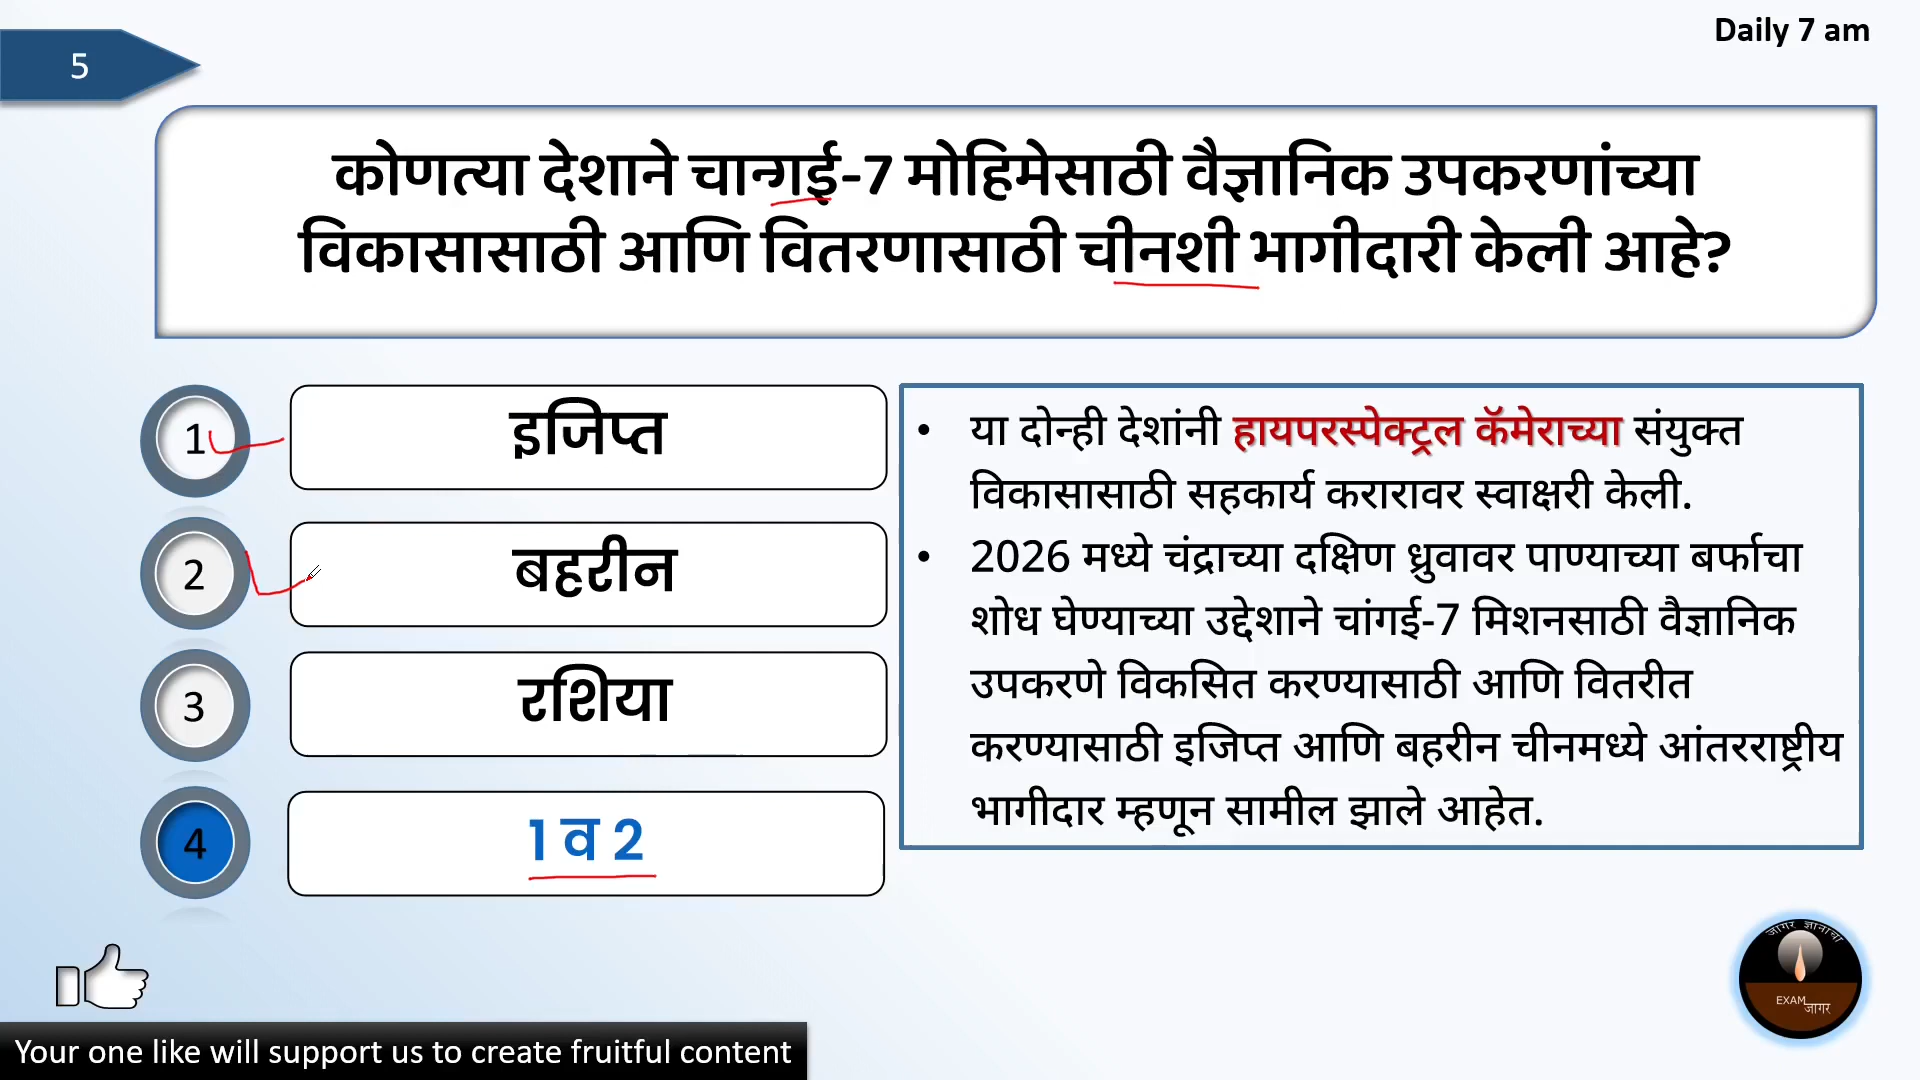 Daily 7 am
5
कोणत्या देशाने चान्गई-7 मोहिमेसाठी वैज्ञानिक उपकरणांच्या
विकासासाठी आणि वितरणासाठी चीनशी भागीदारी केली आहे?
1
इजिप्त
2
बहरीन
3
रशिया
4
1 व 2
• या दोन्ही देशांनी हायपरस्पेक्ट्रल कॅमेराच्या संयुक्त
विकासासाठी सहकार्य करारावर स्वाक्षरी केली.
• 2026 मध्ये चंद्राच्या दक्षिण ध्रुवावर पाण्याच्या बर्फाचा
शोध घेण्याच्या उद्देशाने चांगई-7 मिशनसाठी वैज्ञानिक
उपकरणे विकसित करण्यासाठी आणि वितरीत
करण्यासाठी इजिप्त आणि बहरीन चीनमध्ये आंतरराष्ट्रीय
भागीदार म्हणून सामील झाले आहेत.
जागर ज्ञानाचा
EXAM जागर
Your one like will support us to create fruitful content